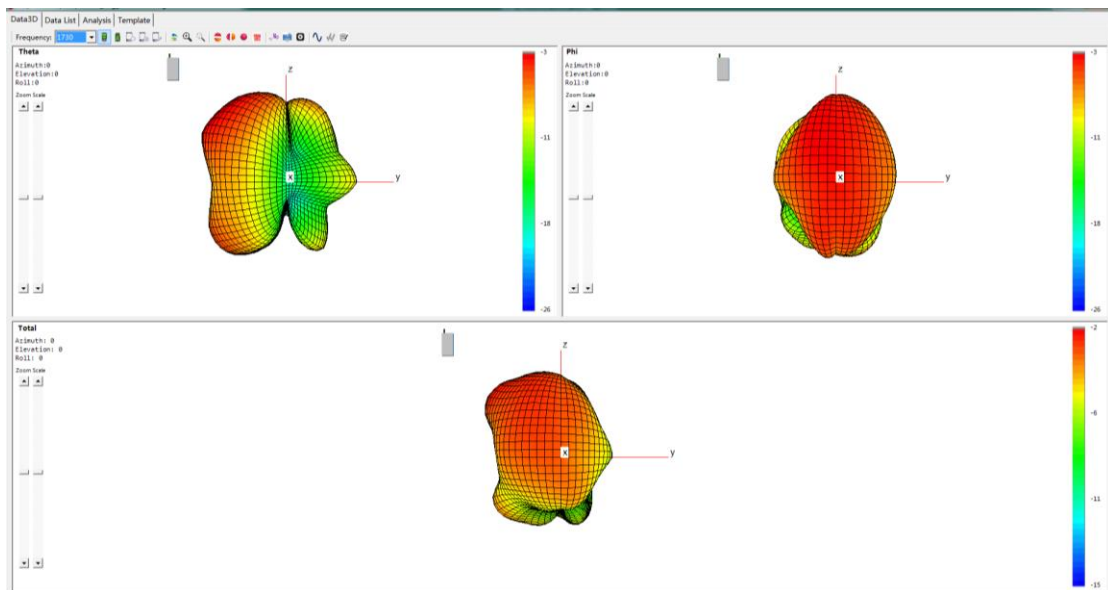 Data3D Data List Analysis Template
Frequency: 1730
Theta
Azimuth:0
Elevation:0
Roll:0
Zoom Scale
z
x
y
-3
-11
-18
-26
Phi
Azimuth:0
Elevation:0
Roll:0
Zoom Scale
z
x
y
-3
-11
-18
-26
Total
Azimuth: 0
Elevation: 0
Roll: 0
Zoom Scale
z
x
y
-2
-6
-11
-15